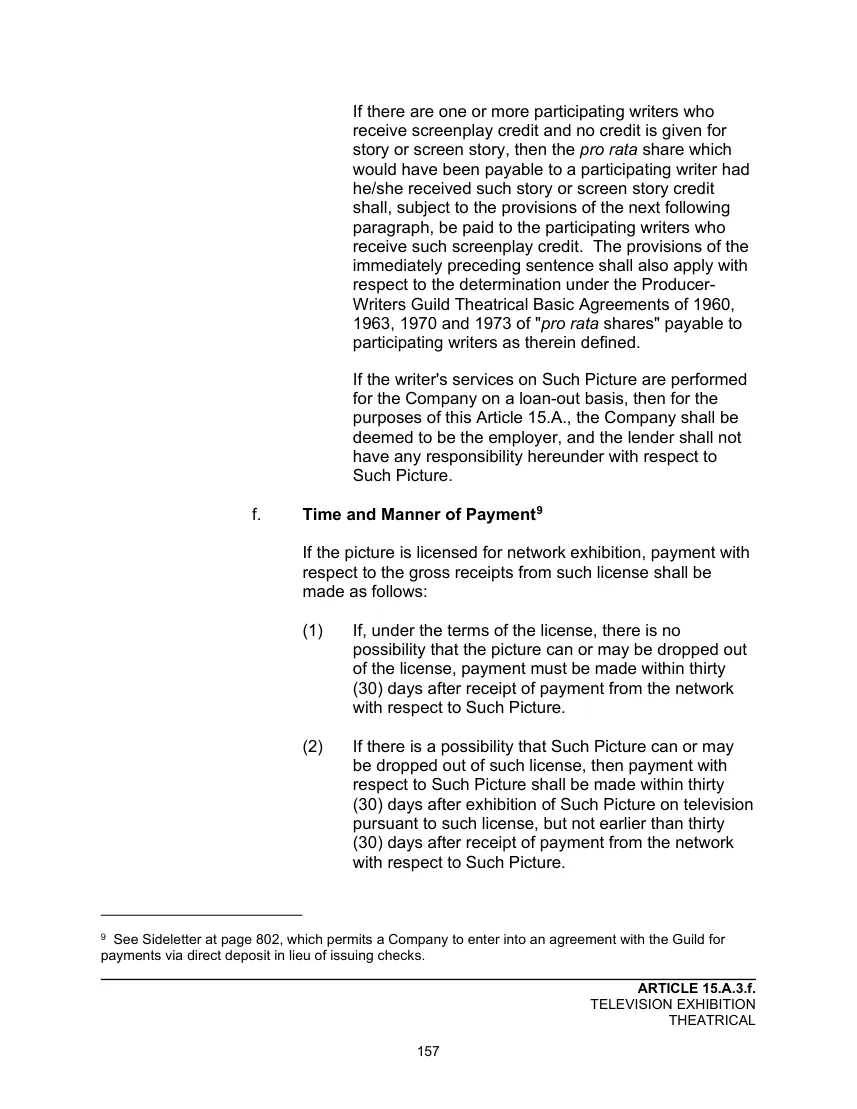 If there are one or more participating writers who
receive screenplay credit and no credit is given for
story or screen story, then the pro rata share which
would have been payable to a participating writer had
he/she received such story or screen story credit
shall, subject to the provisions of the next following
paragraph, be paid to the participating writers who
receive such screenplay credit.  The provisions of the
immediately preceding sentence shall also apply with
respect to the determination under the Producer-
Writers Guild Theatrical Basic Agreements of 1960,
1963, 1970 and 1973 of "pro rata shares" payable to
participating writers as therein defined.
If the writer's services on Such Picture are performed
for the Company on a loan-out basis, then for the
purposes of this Article 15.A., the Company shall be
deemed to be the employer, and the lender shall not
have any responsibility hereunder with respect to
Such Picture.
f. Time and Manner of Payment9
If the picture is licensed for network exhibition, payment with
respect to the gross receipts from such license shall be
made as follows:
(1) If, under the terms of the license, there is no
possibility that the picture can or may be dropped out
of the license, payment must be made within thirty
(30) days after receipt of payment from the network
with respect to Such Picture.
(2) If there is a possibility that Such Picture can or may
be dropped out of such license, then payment with
respect to Such Picture shall be made within thirty
(30) days after exhibition of Such Picture on television
pursuant to such license, but not earlier than thirty
(30) days after receipt of payment from the network
with respect to Such Picture.
9 See Sideletter at page 802, which permits a Company to enter into an agreement with the Guild for
payments via direct deposit in lieu of issuing checks.
ARTICLE 15.A.3.f.
TELEVISION EXHIBITION
THEATRICAL
157